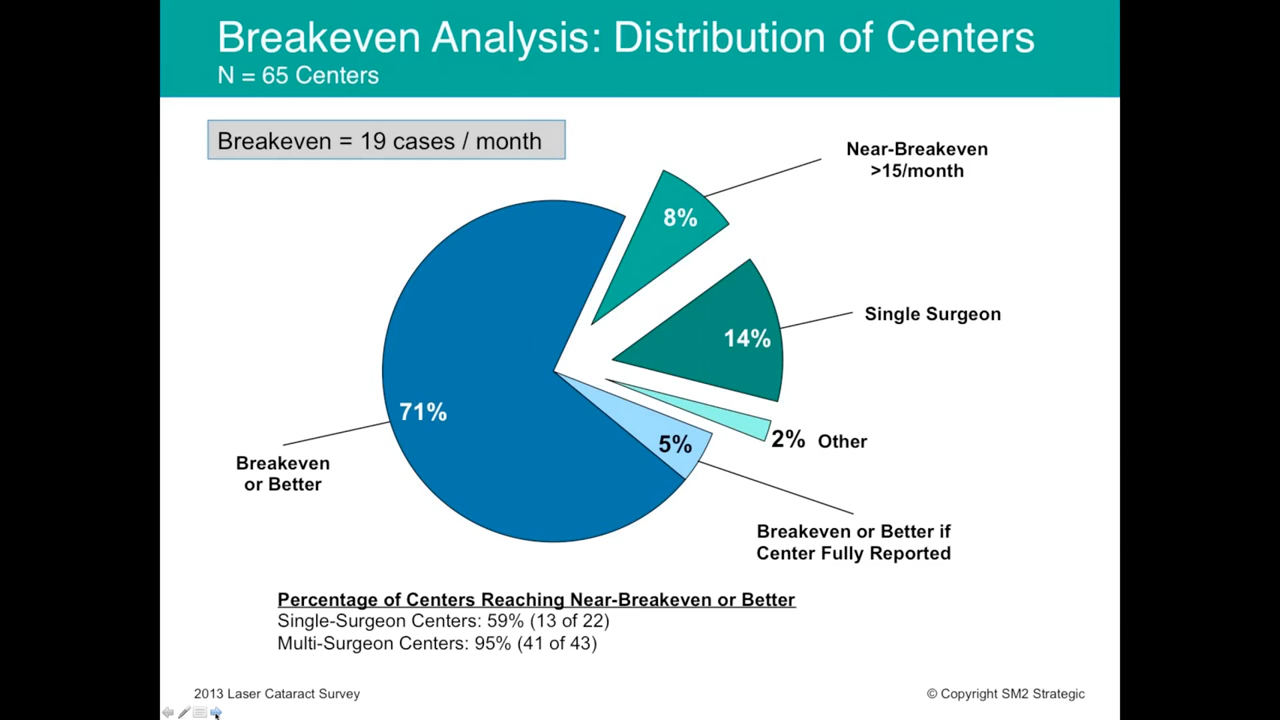 Breakeven Analysis: Distribution of Centers
N = 65 Centers
Breakeven = 19 cases / month
Near-Breakeven
>15/month
8%
14%
Single Surgeon
71%
2% Other
5%
Breakeven
or Better
Breakeven or Better if
Center Fully Reported
Percentage of Centers Reaching Near-Breakeven or Better
Single-Surgeon Centers: 59% (13 of 22)
Multi-Surgeon Centers: 95% (41 of 43)
2013 Laser Cataract Survey
© Copyright SM2 Strategic